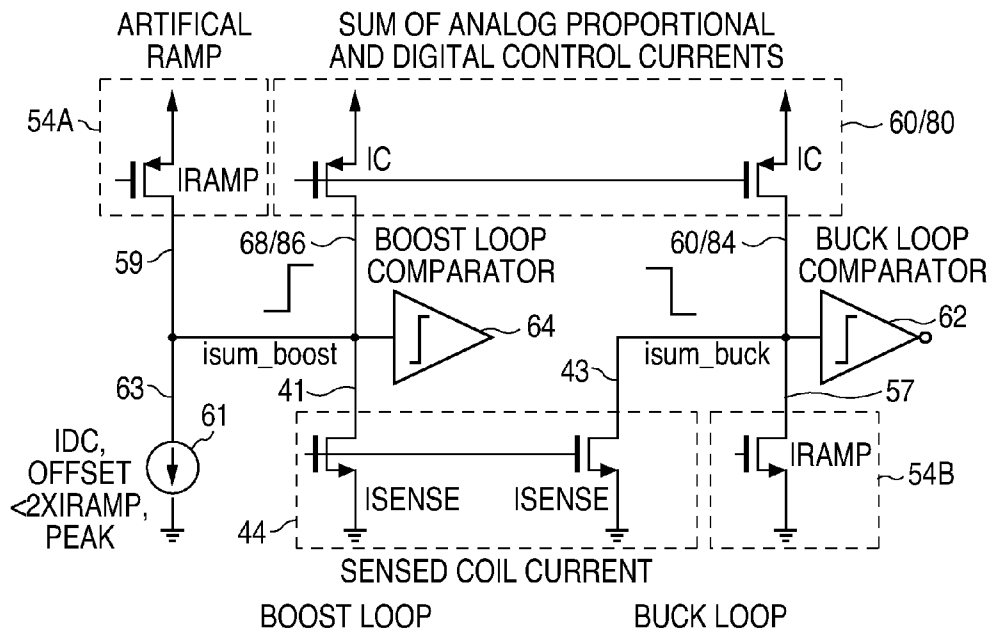 ARTIFICAL
RAMP
SUM OF ANALOG PROPORTIONAL
AND DIGITAL CONTROL CURRENTS
54A
60/80
IRAMP
IC
IC
59
68/86
BOOST LOOP
COMPARATOR
60/84
BUCK LOOP
COMPARATOR
64
62
isum_boost
isum_buck
63
41
43
57
61
IDC,
OFFSET
<2XIRAMP,
PEAK
ISENSE
ISENSE
IRAMP
54B
44
SENSED COIL CURRENT
BOOST LOOP
BUCK LOOP